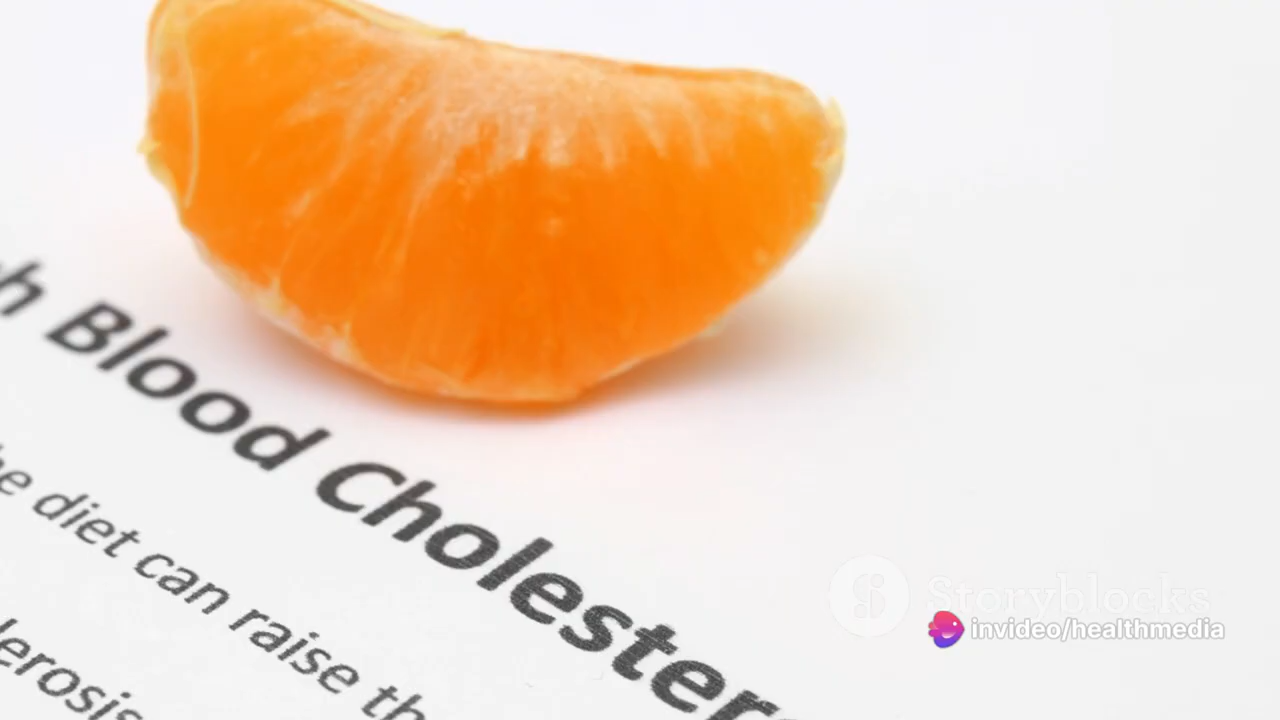 h Blood Cholester
he diet can raise th
lerosis
Storyblocks
invideo/healthmedia